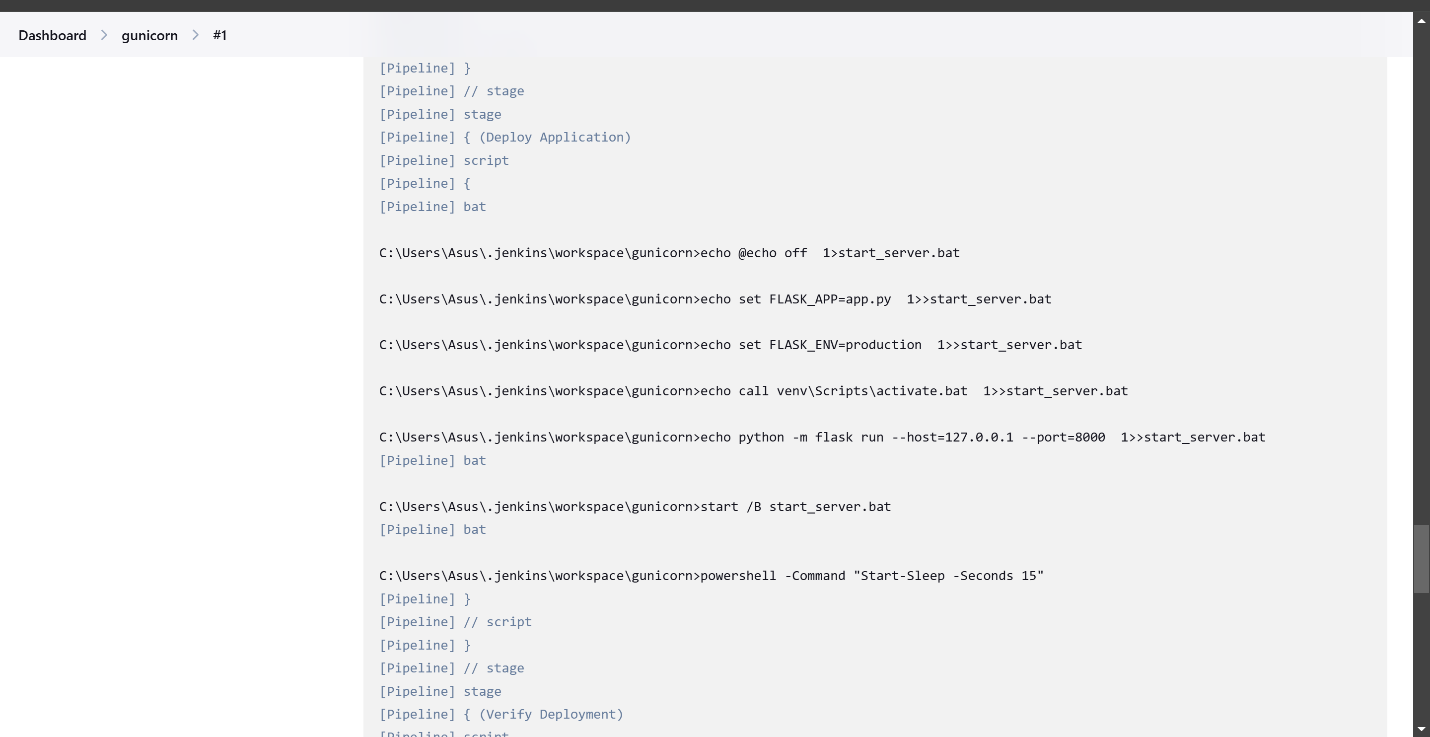 Dashboard > gunicorn > #1
[Pipeline] }
[Pipeline] // stage
[Pipeline] stage
[Pipeline] { (Deploy Application)
[Pipeline] script
[Pipeline] {
[Pipeline] bat
C:\Users\Asus\.jenkins\workspace\gunicorn>echo @echo off  1>start_server.bat
C:\Users\Asus\.jenkins\workspace\gunicorn>echo set FLASK_APP=app.py  1>>start_server.bat
C:\Users\Asus\.jenkins\workspace\gunicorn>echo set FLASK_ENV=production  1>>start_server.bat
C:\Users\Asus\.jenkins\workspace\gunicorn>echo call venv\Scripts\activate.bat  1>>start_server.bat
C:\Users\Asus\.jenkins\workspace\gunicorn>echo python -m flask run --host=127.0.0.1 --port=8000  1>>start_server.bat
[Pipeline] bat
C:\Users\Asus\.jenkins\workspace\gunicorn>start /B start_server.bat
[Pipeline] bat
C:\Users\Asus\.jenkins\workspace\gunicorn>powershell -Command "Start-Sleep -Seconds 15"
[Pipeline] }
[Pipeline] // script
[Pipeline] }
[Pipeline] // stage
[Pipeline] stage
[Pipeline] { (Verify Deployment)
[Pipeline] script